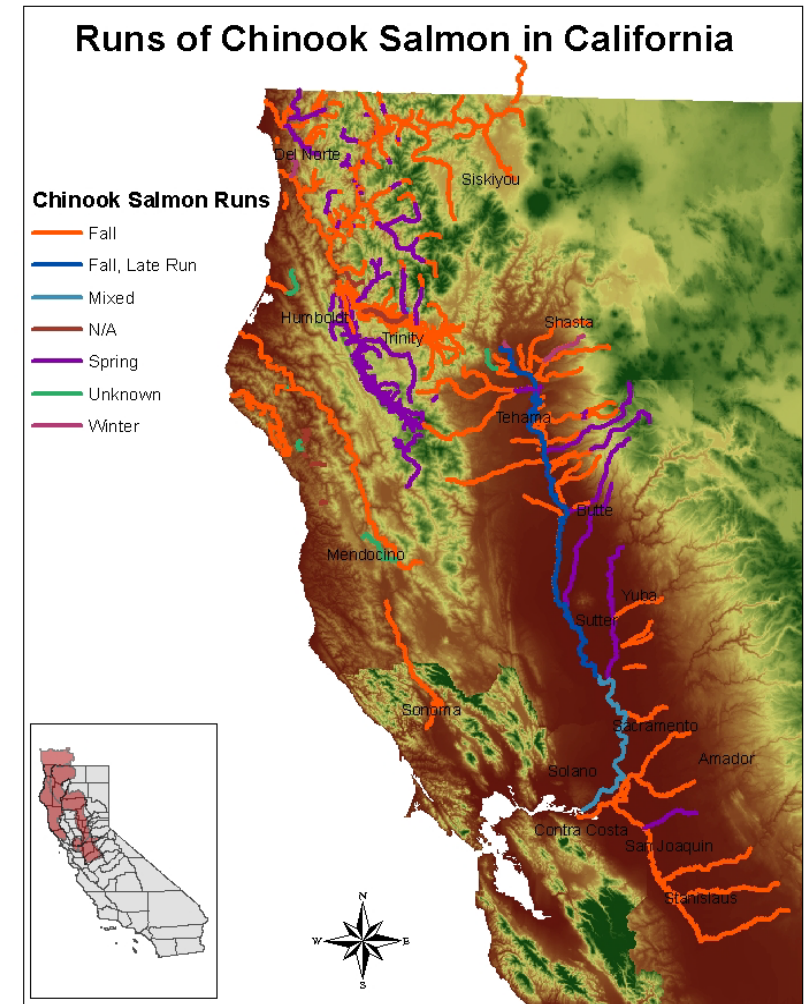 Runs of Chinook Salmon in California
Del Norte
Siskiyou
Chinook Salmon Runs
Fall
Fall, Late Run
Mixed
N/A
Spring
Unknown
Winter
Humboldt
Trinity
Shasta
Tehama
Butte
Mendocino
Yuba
Sutter
Sonoma
Sacramento
Amador
Solano
Contra Costa
San Joaquin
Stanislaus
N
W
E
S